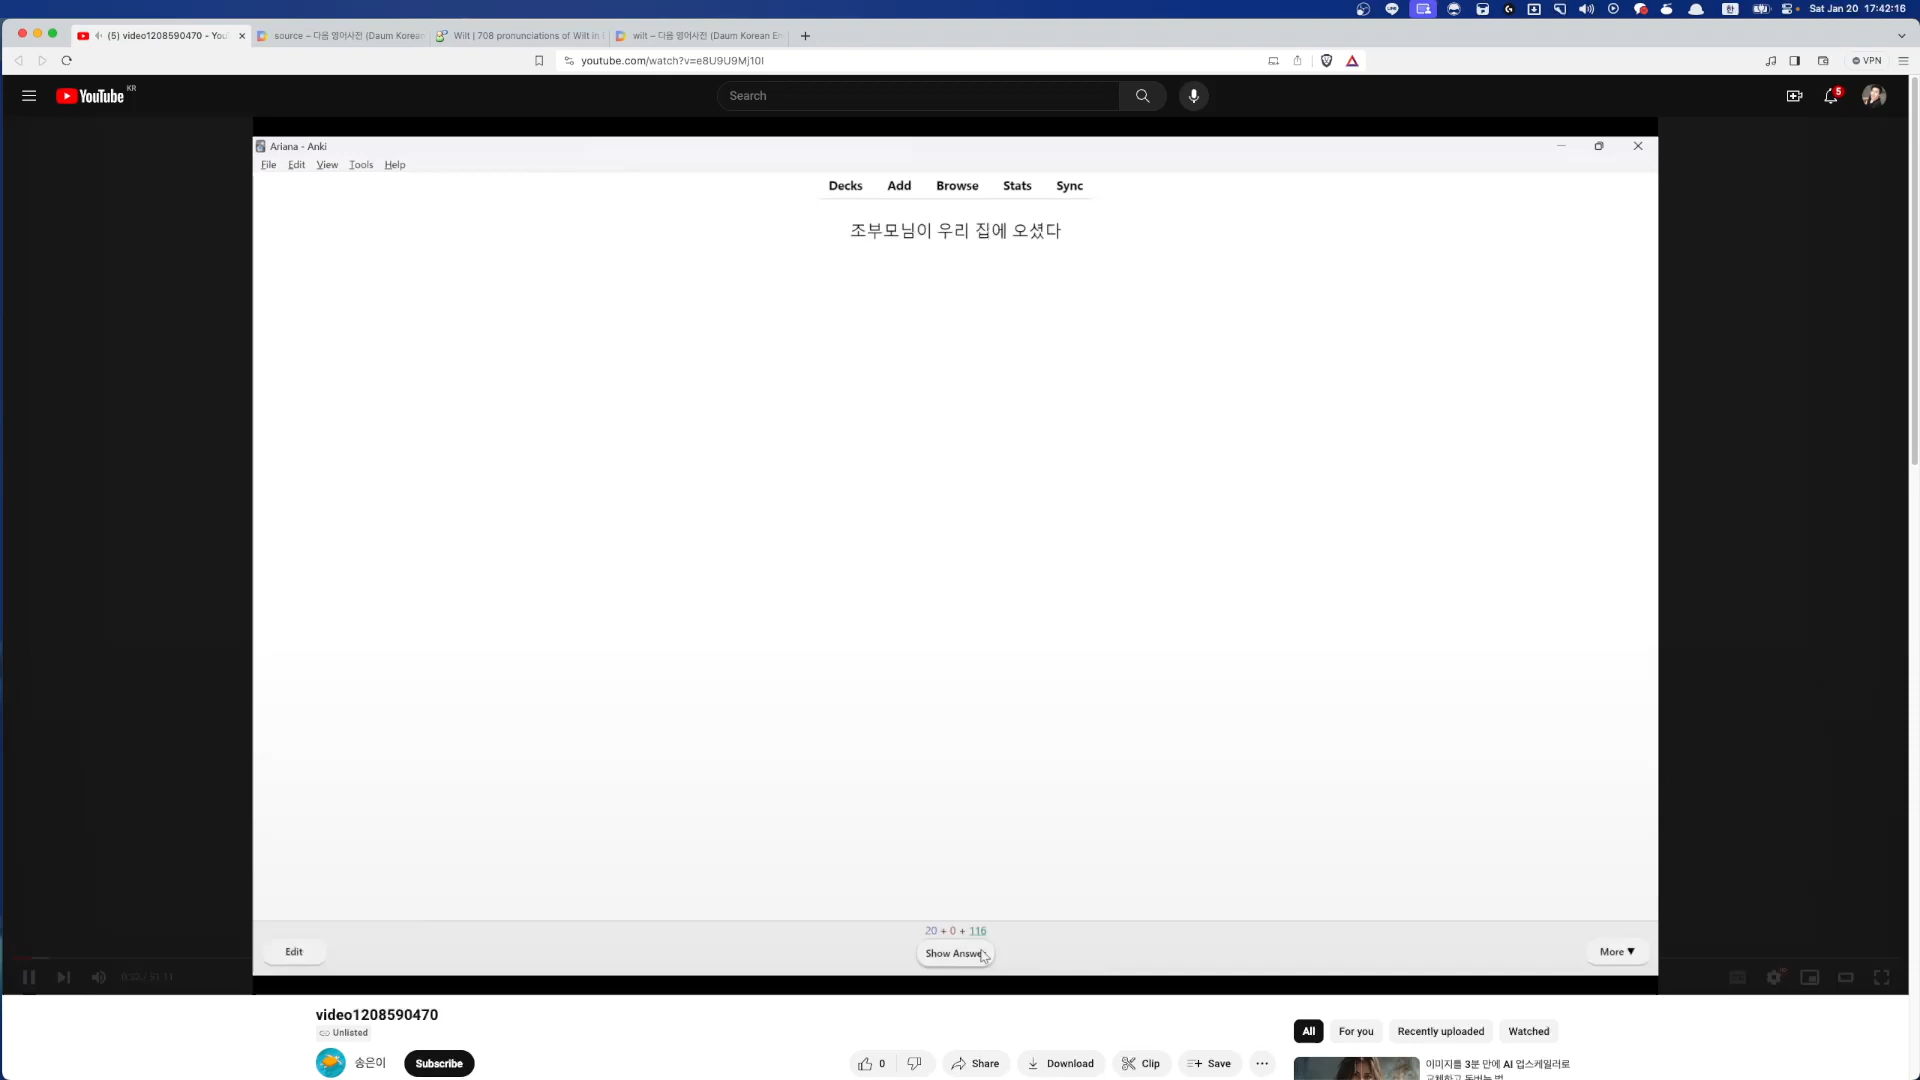 Sat Jan 20 17:42:16
(5) video1208590470 - You
source – 다음 영어사전 (Daum Korean
Wilt | 708 pronunciations of Wilt in
wilt – 다음 영어사전 (Daum Korean En
youtube.com/watch?v=e8U9U9Mj10I
VPN
YouTube KR
Search
5
Ariana - Anki
File Edit View Tools Help
Decks Add Browse Stats Sync
조부모님이 우리 집에 오셨다
20 + 0 + 116
Edit
Show Answer
More ▼
video1208590470
Unlisted
송은이
Subscribe
0
Share
Download
Clip
Save
All
For you
Recently uploaded
Watched
이미지를 3분 만에 AI 업스케일러로